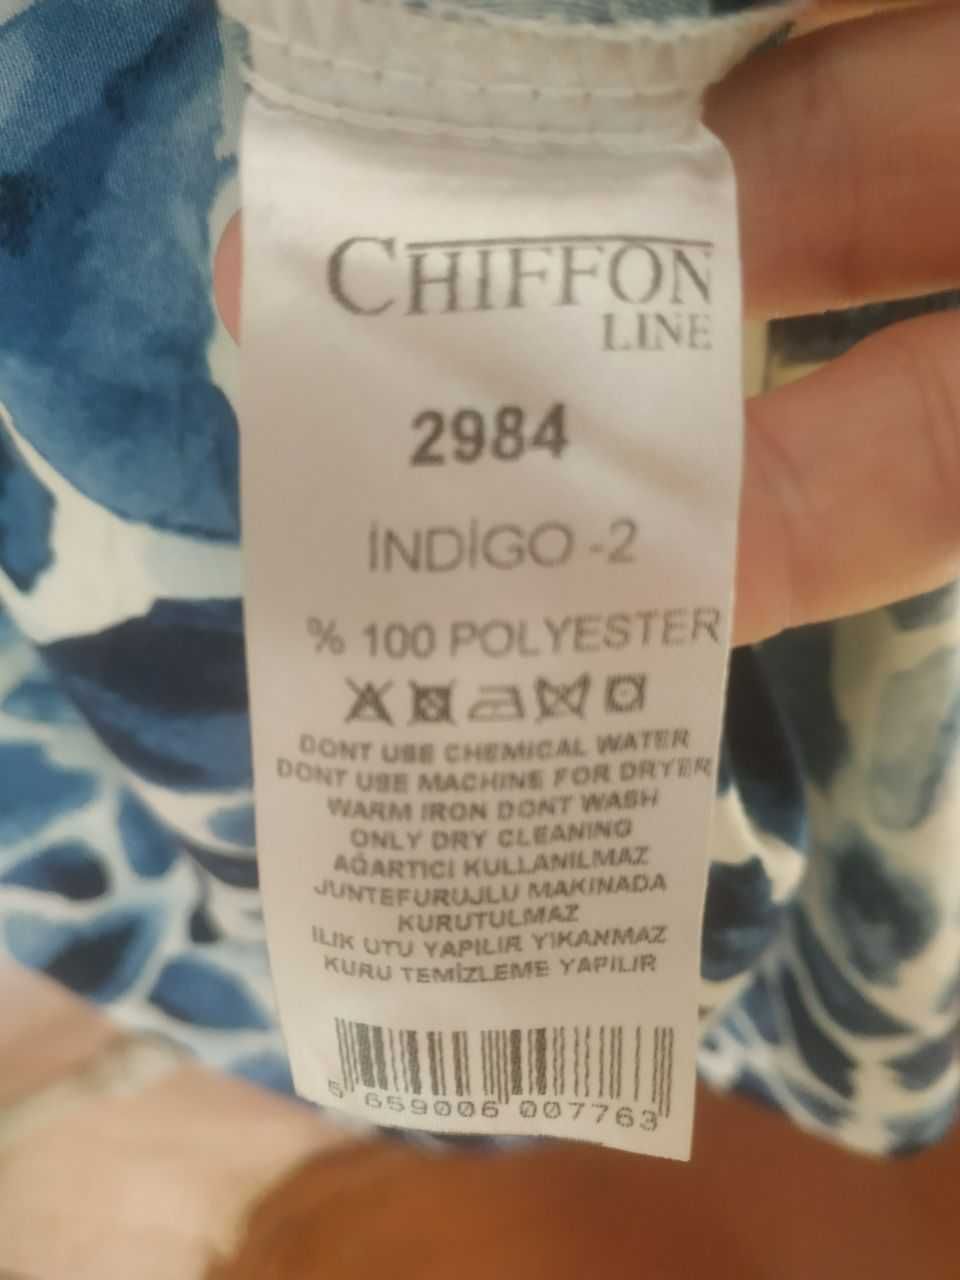 CHIFFON
LINE
2984
İNDİGO -2
% 100 POLYESTER
DONT USE CHEMICAL WATER
DONT USE MACHINE FOR DRYER
WARM IRON DONT WASH
ONLY DRY CLEANING
AĞARTICI KULLANILMAZ
JUNTEFURUJLU MAKINADA
KURUTULMAZ
ILIK UTU YAPILIR YIKANMAZ
KURU TEMİZLEME YAPILIR
659006 007763